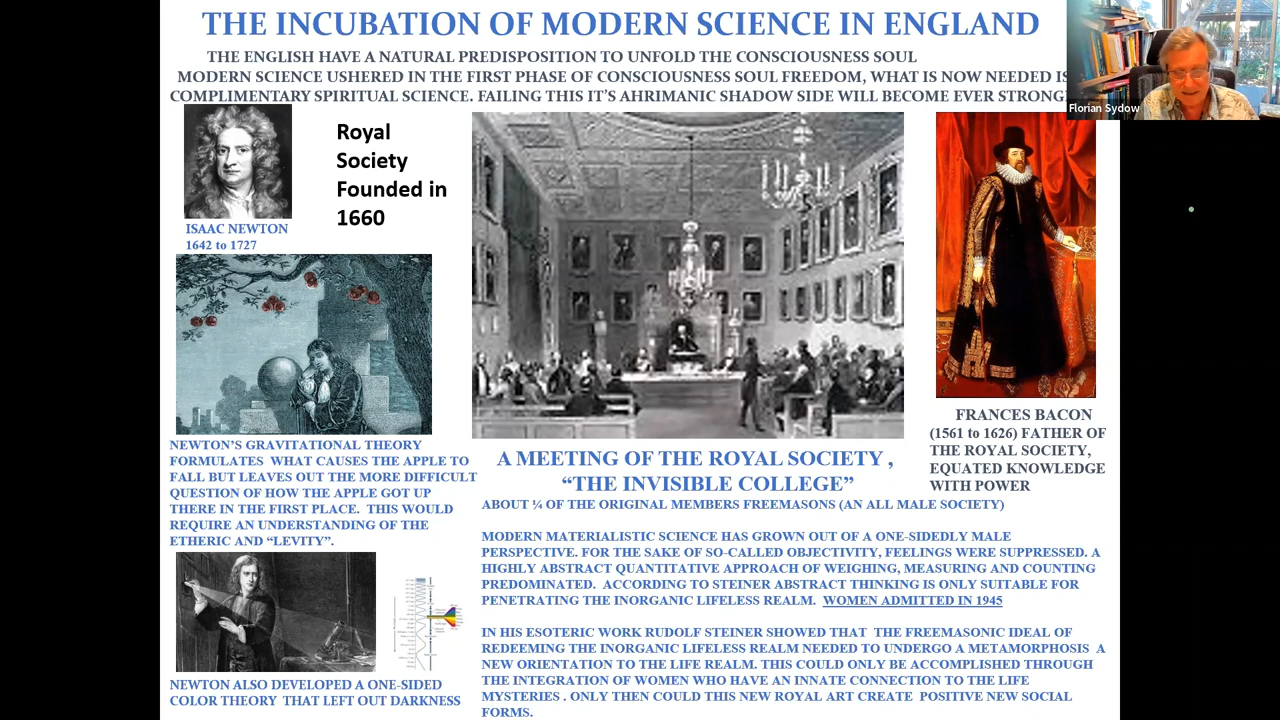 THE INCUBATION OF MODERN SCIENCE IN ENGLAND
THE ENGLISH HAVE A NATURAL PREDISPOSITION TO UNFOLD THE CONSCIOUSNESS SOUL
MODERN SCIENCE USHERED IN THE FIRST PHASE OF CONSCIOUSNESS SOUL FREEDOM, WHAT IS NOW NEEDED IS
COMPLIMENTARY SPIRITUAL SCIENCE. FAILING THIS IT'S AHRIMANIC SHADOW SIDE WILL BECOME EVER STRONG
Florian Sydow
Royal
Society
Founded in
1660
ISAAC NEWTON
1642 to 1727
NEWTON'S GRAVITATIONAL THEORY
FORMULATES WHAT CAUSES THE APPLE TO
FALL BUT LEAVES OUT THE MORE DIFFICULT
QUESTION OF HOW THE APPLE GOT UP
THERE IN THE FIRST PLACE. THIS WOULD
REQUIRE AN UNDERSTANDING OF THE
ETHERIC AND “LEVITY”.
NEWTON ALSO DEVELOPED A ONE-SIDED
COLOR THEORY THAT LEFT OUT DARKNESS
A MEETING OF THE ROYAL SOCIETY ,
“THE INVISIBLE COLLEGE”
ABOUT ¼ OF THE ORIGINAL MEMBERS FREEMASONS (AN ALL MALE SOCIETY)
MODERN MATERIALISTIC SCIENCE HAS GROWN OUT OF A ONE-SIDEDLY MALE
PERSPECTIVE. FOR THE SAKE OF SO-CALLED OBJECTIVITY, FEELINGS WERE SUPPRESSED. A
HIGHLY ABSTRACT QUANTITATIVE APPROACH OF WEIGHING, MEASURING AND COUNTING
PREDOMINATED. ACCORDING TO STEINER ABSTRACT THINKING IS ONLY SUITABLE FOR
PENETRATING THE INORGANIC LIFELESS REALM. WOMEN ADMITTED IN 1945
IN HIS ESOTERIC WORK RUDOLF STEINER SHOWED THAT THE FREEMASONIC IDEAL OF
REDEEMING THE INORGANIC LIFELESS REALM NEEDED TO UNDERGO A METAMORPHOSIS A
NEW ORIENTATION TO THE LIFE REALM. THIS COULD ONLY BE ACCOMPLISHED THROUGH
THE INTEGRATION OF WOMEN WHO HAVE AN INNATE CONNECTION TO THE LIFE
MYSTERIES . ONLY THEN COULD THIS NEW ROYAL ART CREATE POSITIVE NEW SOCIAL
FORMS.
FRANCES BACON
(1561 to 1626) FATHER OF
THE ROYAL SOCIETY,
EQUATED KNOWLEDGE
WITH POWER